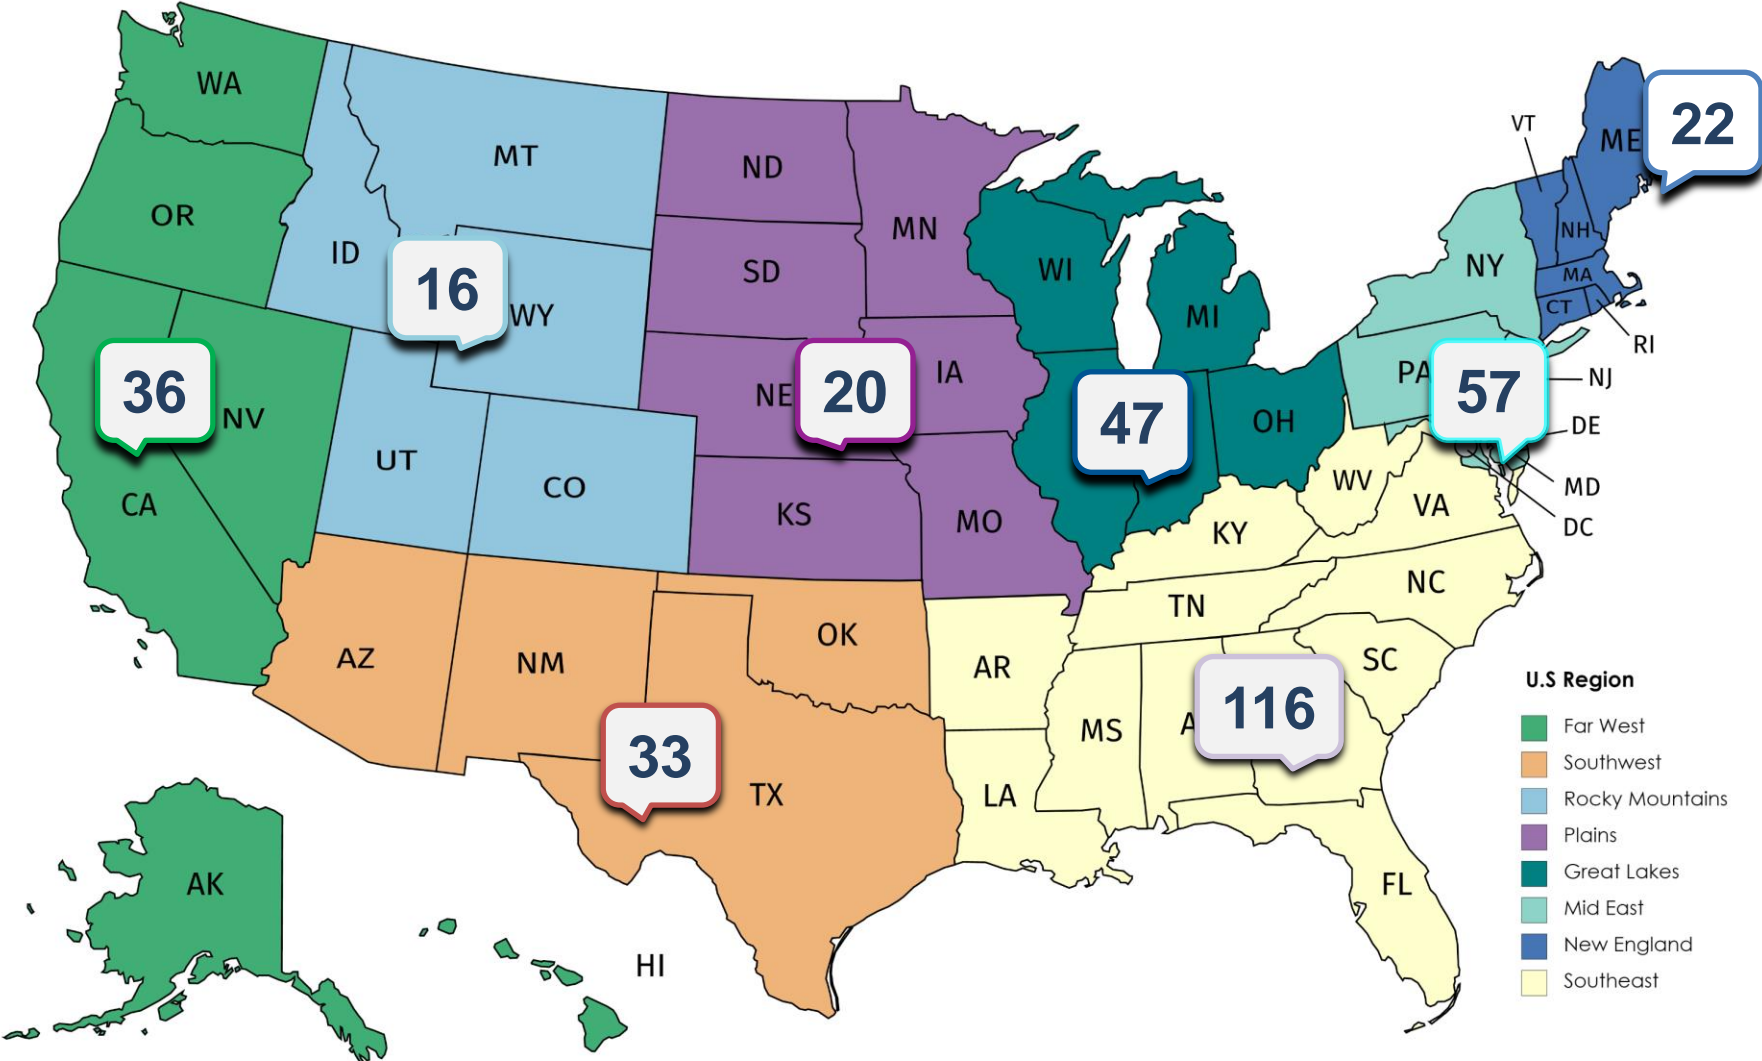 WA
OR
ID
MT
ND
MN
SD
WY
16
36
NV
CA
UT
CO
NE
20
IA
KS
MO
WI
MI
47
OH
NY
PA
57
VT
ME
22
NH
MA
CT
RI
NJ
DE
MD
DC
WV
VA
KY
NC
TN
SC
AZ
NM
OK
AR
MS
A
116
33
TX
LA
FL
AK
HI
U.S Region
Far West
Southwest
Rocky Mountains
Plains
Great Lakes
Mid East
New England
Southeast